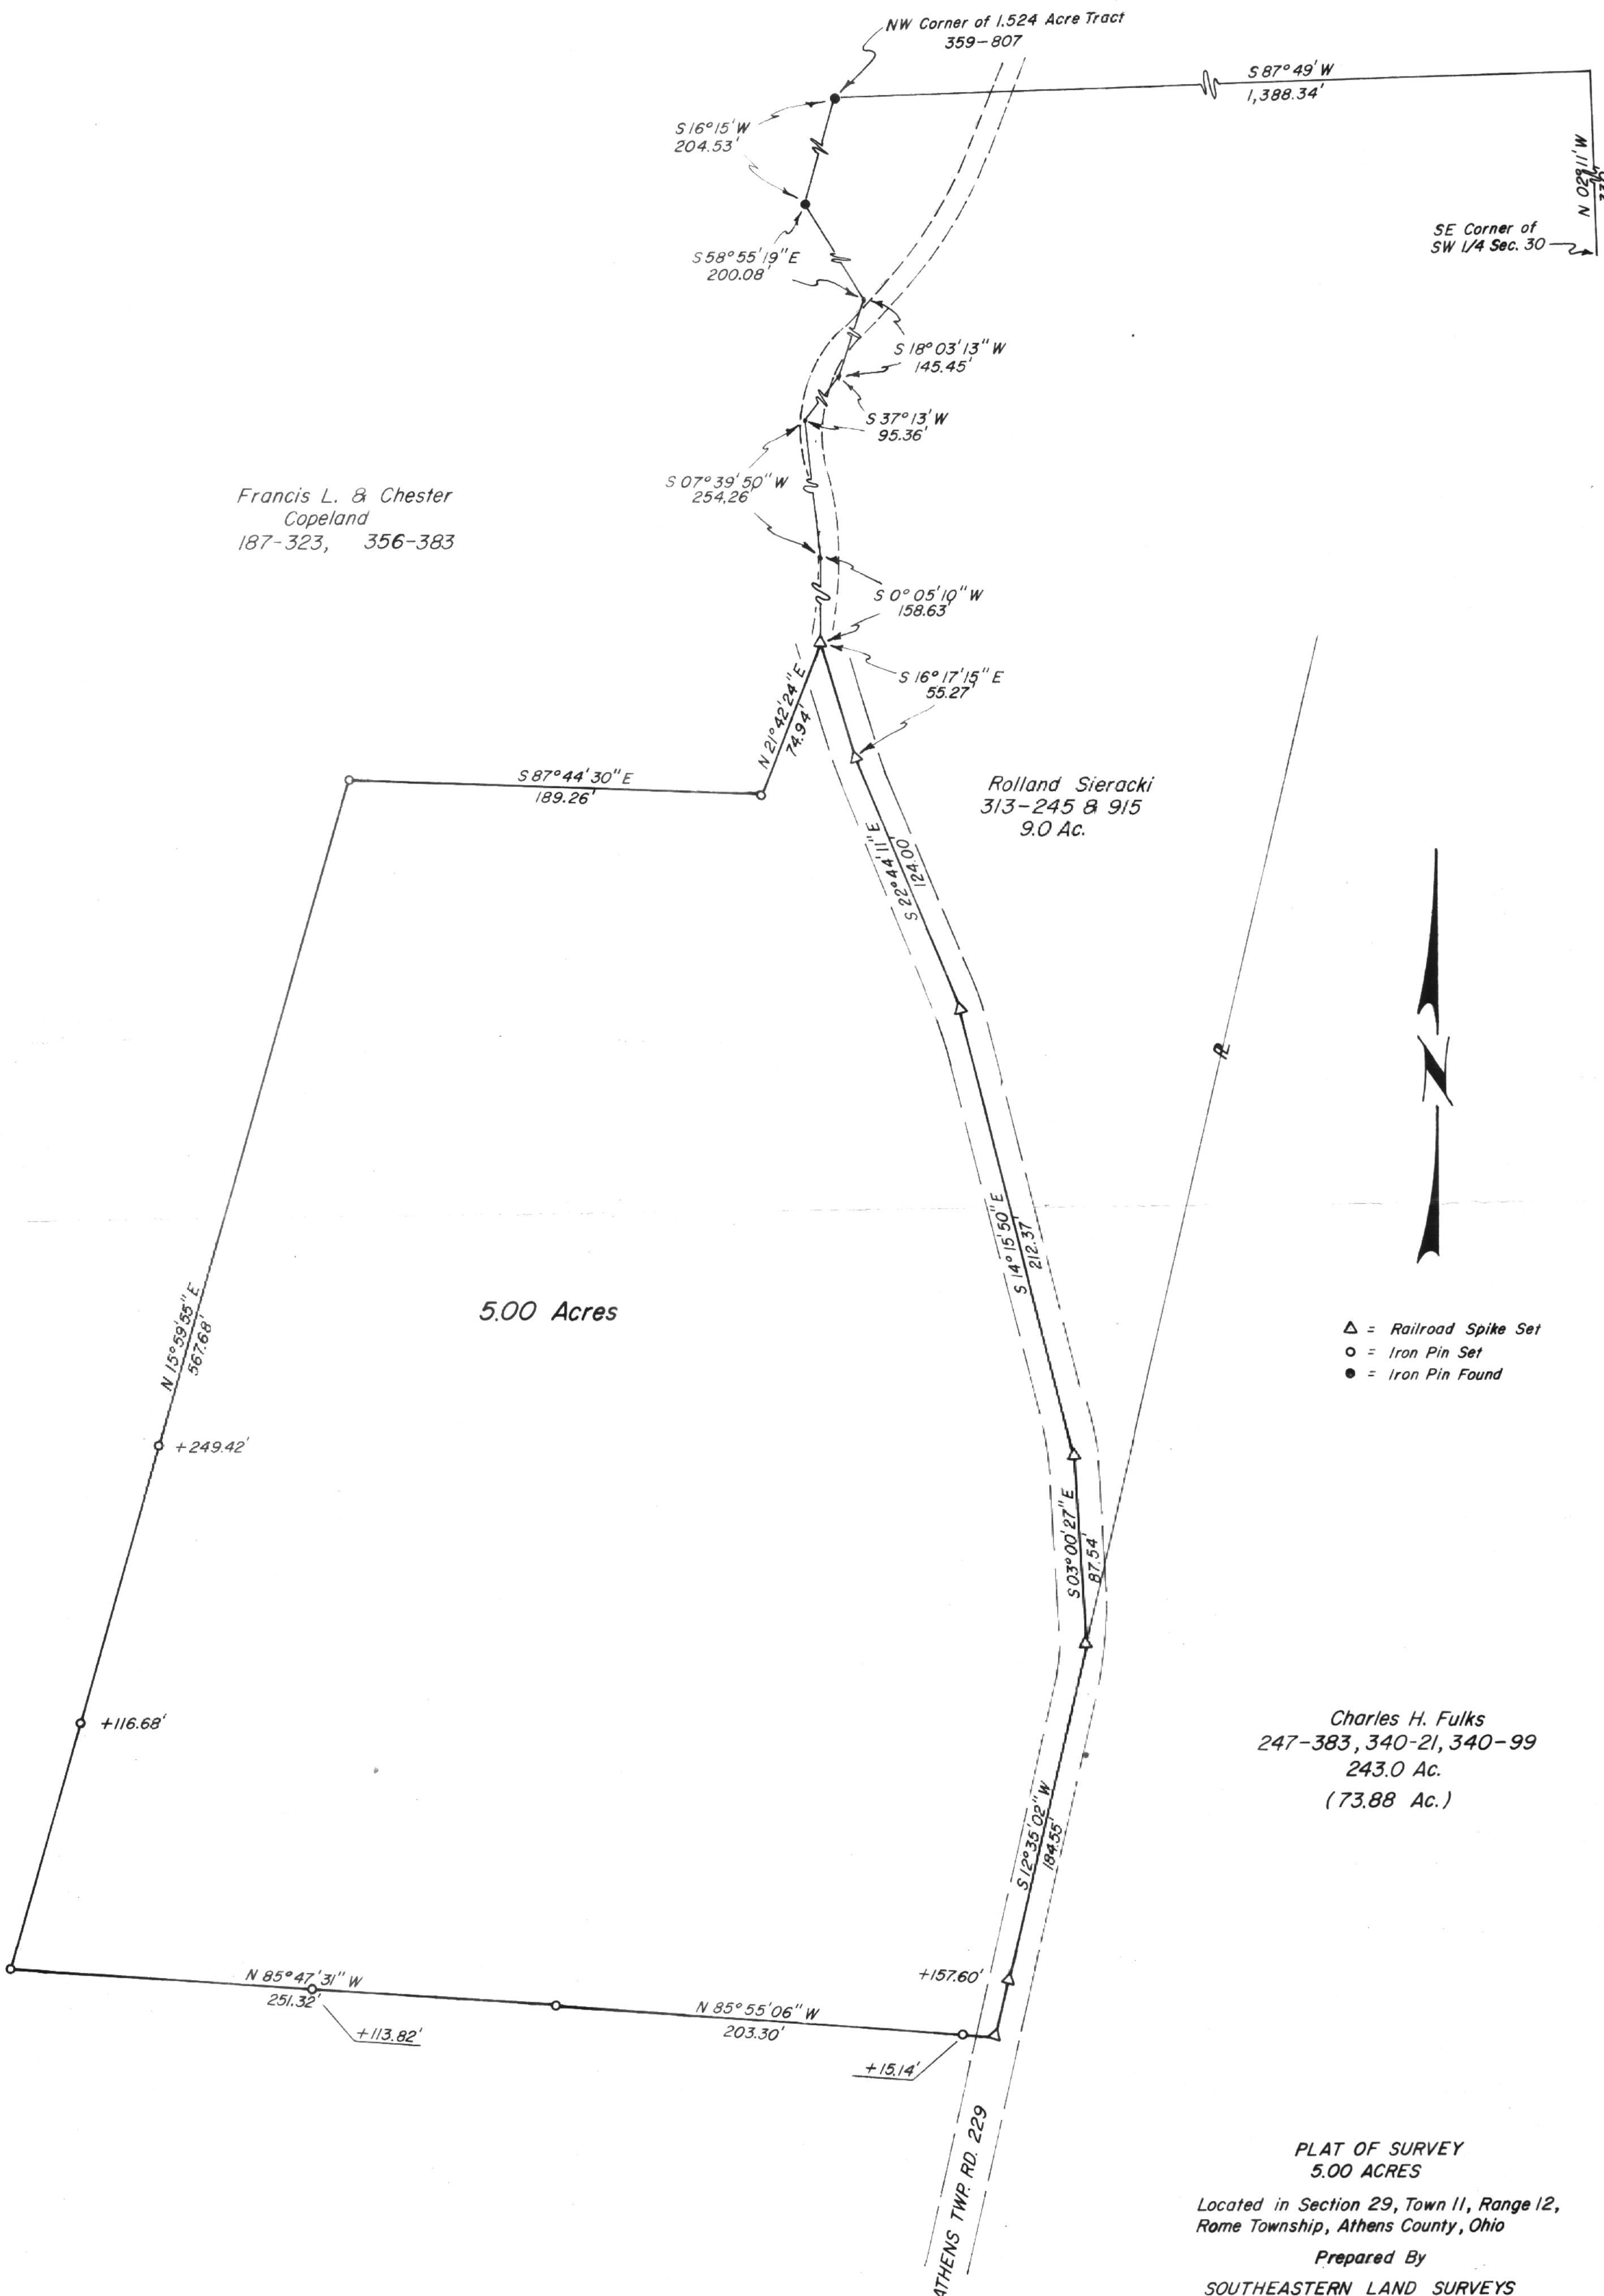 NW Corner of 1.524 Acre Tract
359-807
S 87° 49' W
1,388.34'
S 16° 15' W
204.53'
N 02°11' W
SE Corner of
SW 1/4 Sec. 30
S 58° 55' 19" E
200.08'
S 18° 03' 13" W
145.45'
S 37° 13' W
95.36'
S 07° 39' 50" W
254.26'
Francis L. & Chester
Copeland
187-323, 356-383
S 0° 05' 10" W
158.63'
S 16° 17' 15" E
55.27'
N 21° 42' 24" E
74.94'
S 87° 44' 30" E
189.26'
Rolland Sieracki
313-245 & 915
9.0 Ac.
S 22° 44' 11" E
124.00'
P
N
S 14° 15' 50" E
212.37'
N 15° 59' 55" E
567.68'
5.00 Acres
△ = Railroad Spike Set
○ = Iron Pin Set
● = Iron Pin Found
+249.42'
S 03° 00' 27" E
87.54'
+116.68'
Charles H. Fulks
247-383, 340-21, 340-99
243.0 Ac.
(73.88 Ac.)
S 12° 35' 02" W
184.55'
+157.60'
N 85° 47' 31" W
251.32'
+113.82'
N 85° 55' 06" W
203.30'
+15.14'
ATHENS TWP. RD. 229
PLAT OF SURVEY
5.00 ACRES
Located in Section 29, Town 11, Range 12,
Rome Township, Athens County, Ohio
Prepared By
SOUTHEASTERN LAND SURVEYS